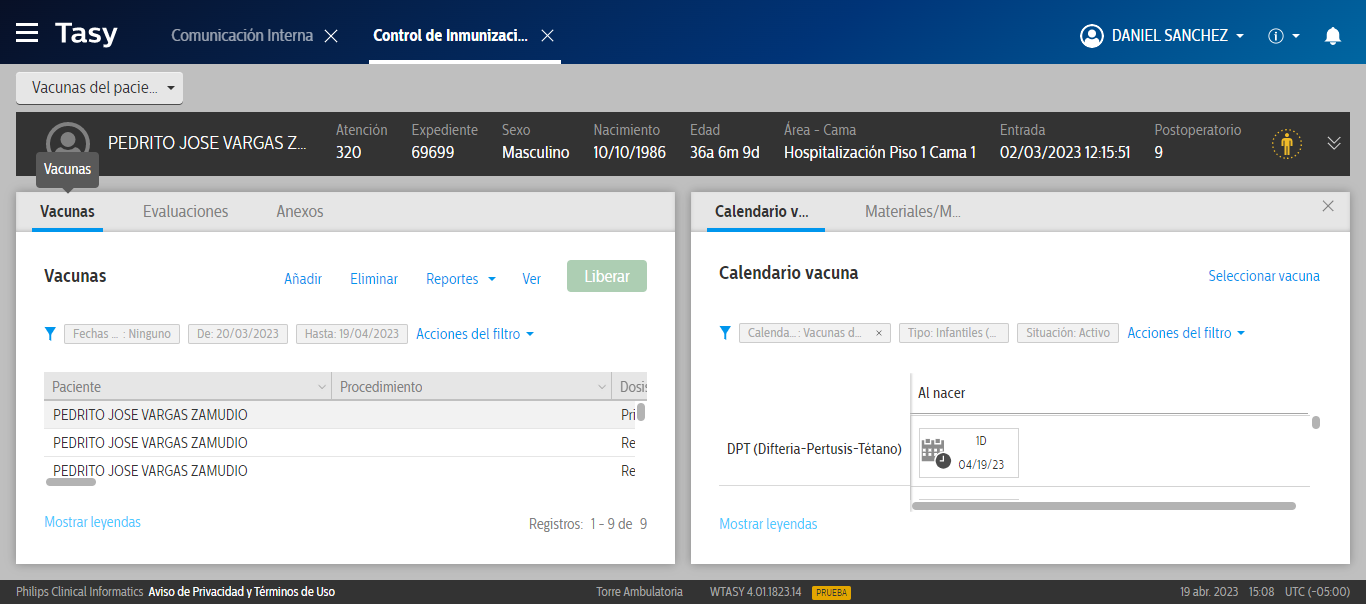 Tasy
Comunicación Interna
Control de Inmunizaci...
DANIEL SANCHEZ
Vacunas del pacie...
PEDRITO JOSE VARGAS Z...
Atención
320
Expediente
69699
Sexo
Masculino
Nacimiento
10/10/1986
Edad
36a 6m 9d
Área - Cama
Hospitalización Piso 1 Cama 1
Entrada
02/03/2023 12:15:51
Postoperatorio
9
Vacunas
Vacunas
Evaluaciones
Anexos
Vacunas
Añadir
Eliminar
Reportes
Ver
Liberar
Fechas ... : Ninguno
De: 20/03/2023
Hasta: 19/04/2023
Acciones del filtro
Paciente
Procedimiento
Dosis
PEDRITO JOSE VARGAS ZAMUDIO
Pri
PEDRITO JOSE VARGAS ZAMUDIO
Re
PEDRITO JOSE VARGAS ZAMUDIO
Re
Mostrar leyendas
Registros: 1 - 9 de 9
Calendario v...
Materiales/M...
Calendario vacuna
Seleccionar vacuna
Calenda... : Vacunas d... ×
Tipo: Infantiles (...
Situación: Activo
Acciones del filtro
Al nacer
DPT (Difteria-Pertusis-Tétano)
1D
04/19/23
Mostrar leyendas
Philips Clinical Informatics Aviso de Privacidad y Términos de Uso
Torre Ambulatoria
WTASY 4.01.1823.14
PRUEBA
19 abr. 2023 15:08 UTC (-05:00)